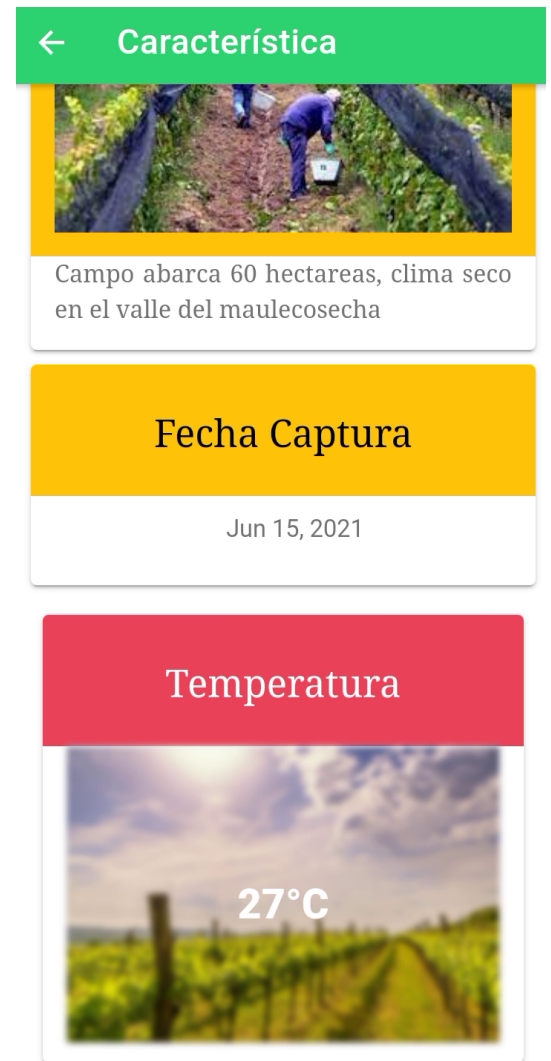 Característica
Campo abarca 60 hectareas, clima seco
en el valle del maulecosecha
Fecha Captura
Jun 15, 2021
Temperatura
27°C